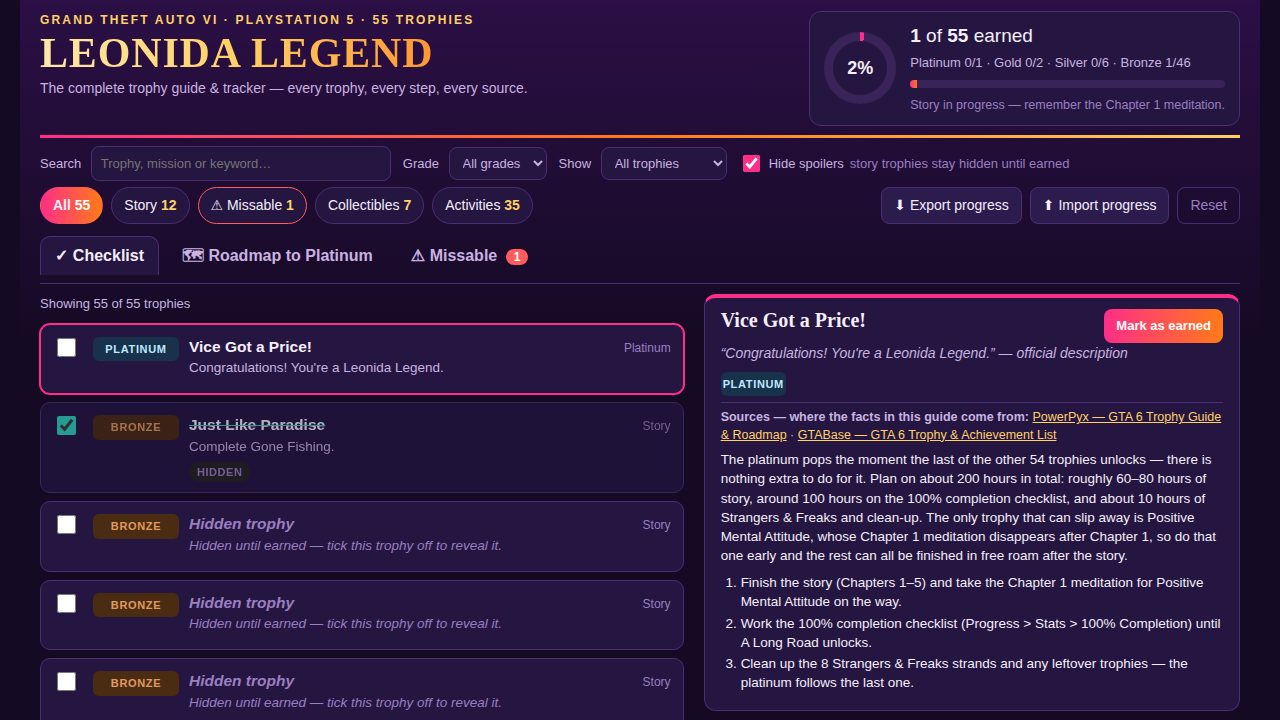 GRAND THEFT AUTO VI · PLAYSTATION 5 · 55 TROPHIES
LEONIDA LEGEND
The complete trophy guide & tracker — every trophy, every step, every source.
2%
1 of 55 earned
Platinum 0/1 · Gold 0/2 · Silver 0/6 · Bronze 1/46
Story in progress — remember the Chapter 1 meditation.
Search Trophy, mission or keyword… Grade All grades Show All trophies Hide spoilers story trophies stay hidden until earned
All 55 Story 12 ⚠ Missable 1 Collectibles 7 Activities 35 ⬇ Export progress ⬆ Import progress Reset
✓ Checklist 🗺 Roadmap to Platinum ⚠ Missable 1
Showing 55 of 55 trophies
PLATINUM Vice Got a Price! Platinum
Congratulations! You're a Leonida Legend.
BRONZE Just Like Paradise Story
Complete Gone Fishing.
HIDDEN
BRONZE Hidden trophy Story
Hidden until earned — tick this trophy off to reveal it.
BRONZE Hidden trophy Story
Hidden until earned — tick this trophy off to reveal it.
BRONZE Hidden trophy Story
Hidden until earned — tick this trophy off to reveal it.
Vice Got a Price! Mark as earned
“Congratulations! You're a Leonida Legend.” — official description
PLATINUM
Sources — where the facts in this guide come from: PowerPyx — GTA 6 Trophy Guide
& Roadmap · GTABase — GTA 6 Trophy & Achievement List
The platinum pops the moment the last of the other 54 trophies unlocks — there is
nothing extra to do for it. Plan on about 200 hours in total: roughly 60–80 hours of
story, around 100 hours on the 100% completion checklist, and about 10 hours of
Strangers & Freaks and clean-up. The only trophy that can slip away is Positive
Mental Attitude, whose Chapter 1 meditation disappears after Chapter 1, so do that
one early and the rest can all be finished in free roam after the story.
1. Finish the story (Chapters 1–5) and take the Chapter 1 meditation for Positive
Mental Attitude on the way.
2. Work the 100% completion checklist (Progress > Stats > 100% Completion) until
A Long Road unlocks.
3. Clean up the 8 Strangers & Freaks strands and any leftover trophies — the
platinum follows the last one.